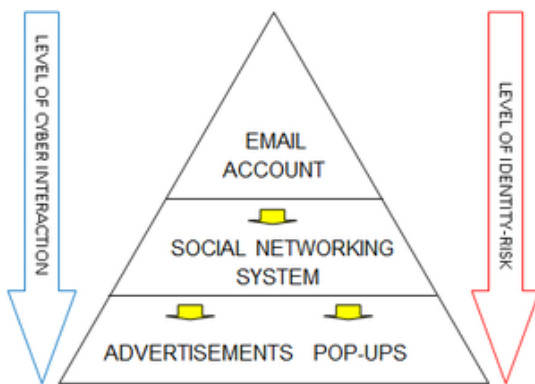 LEVEL OF CYBER INTERACTION
LEVEL OF IDENTITY-RISK
EMAIL
ACCOUNT
SOCIAL NETWORKING
SYSTEM
ADVERTISEMENTS POP-UPS